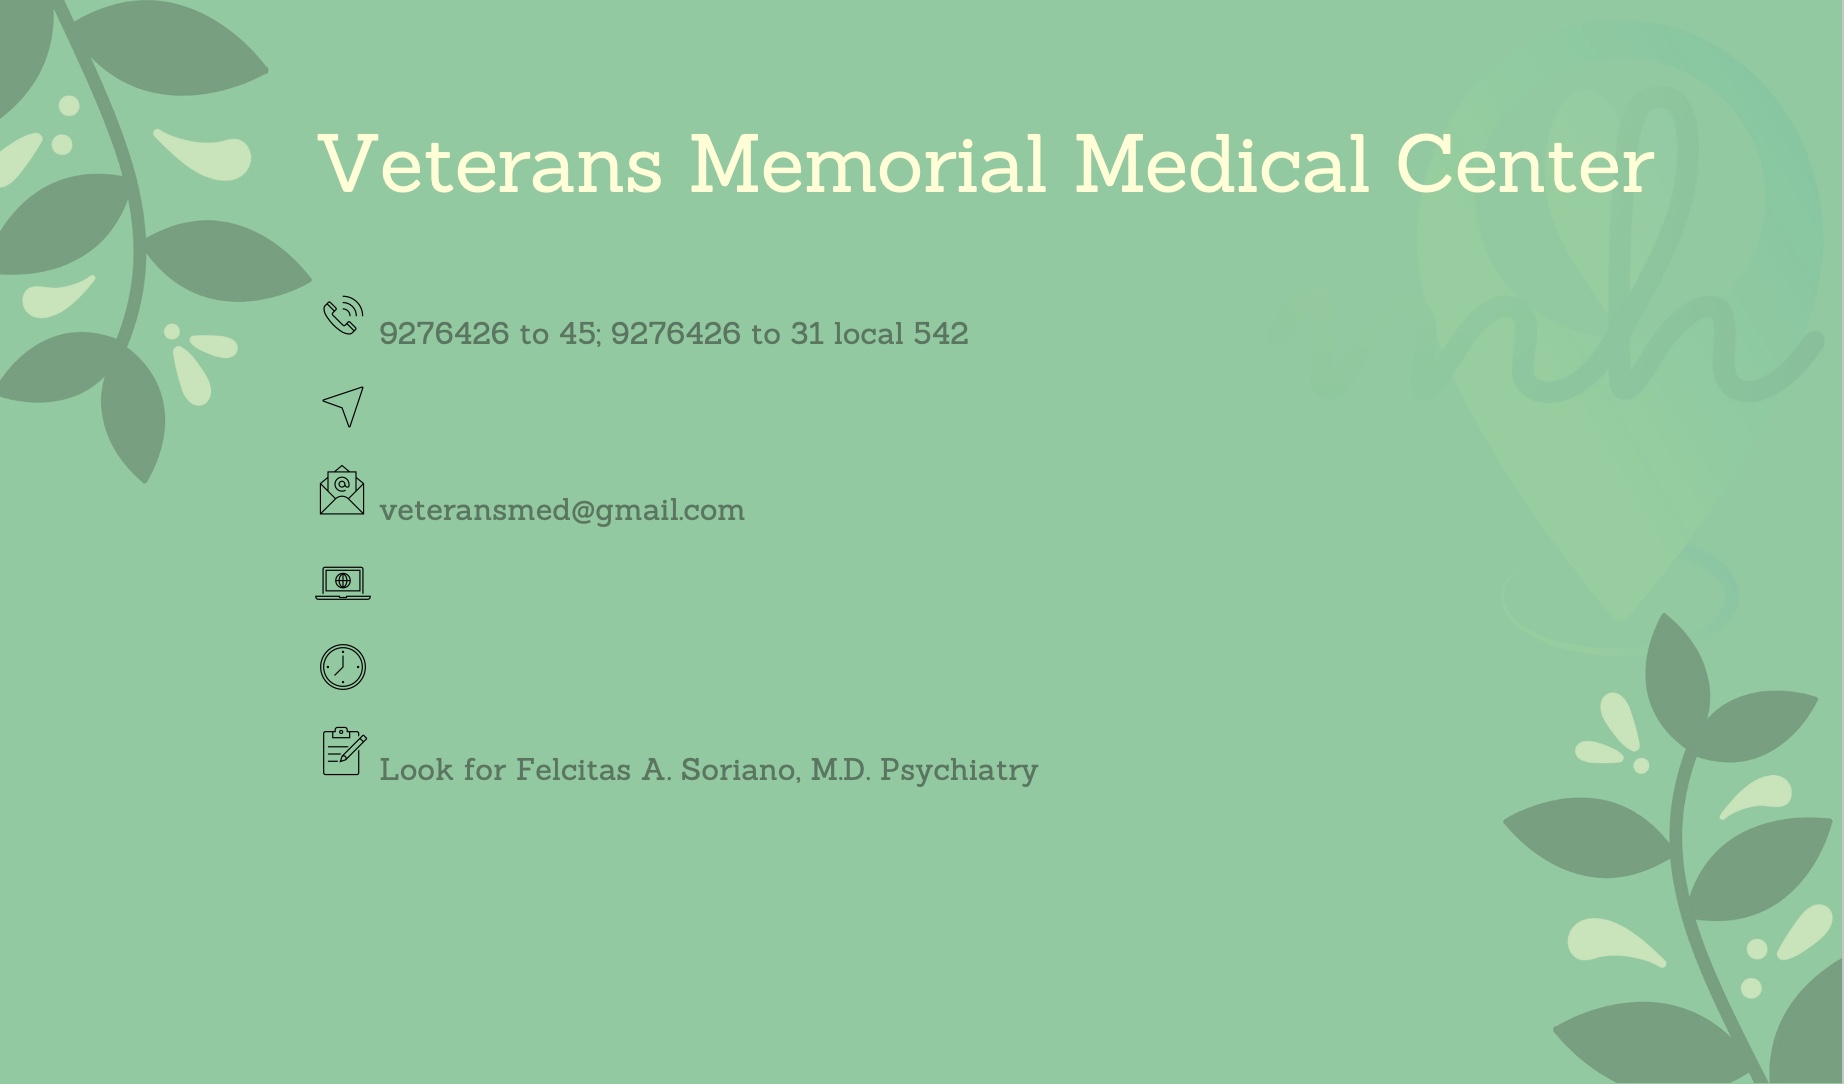 Veterans Memorial Medical Center
9276426 to 45; 9276426 to 31 local 542
veteransmed@gmail.com
Look for Felcitas A. Soriano, M.D. Psychiatry